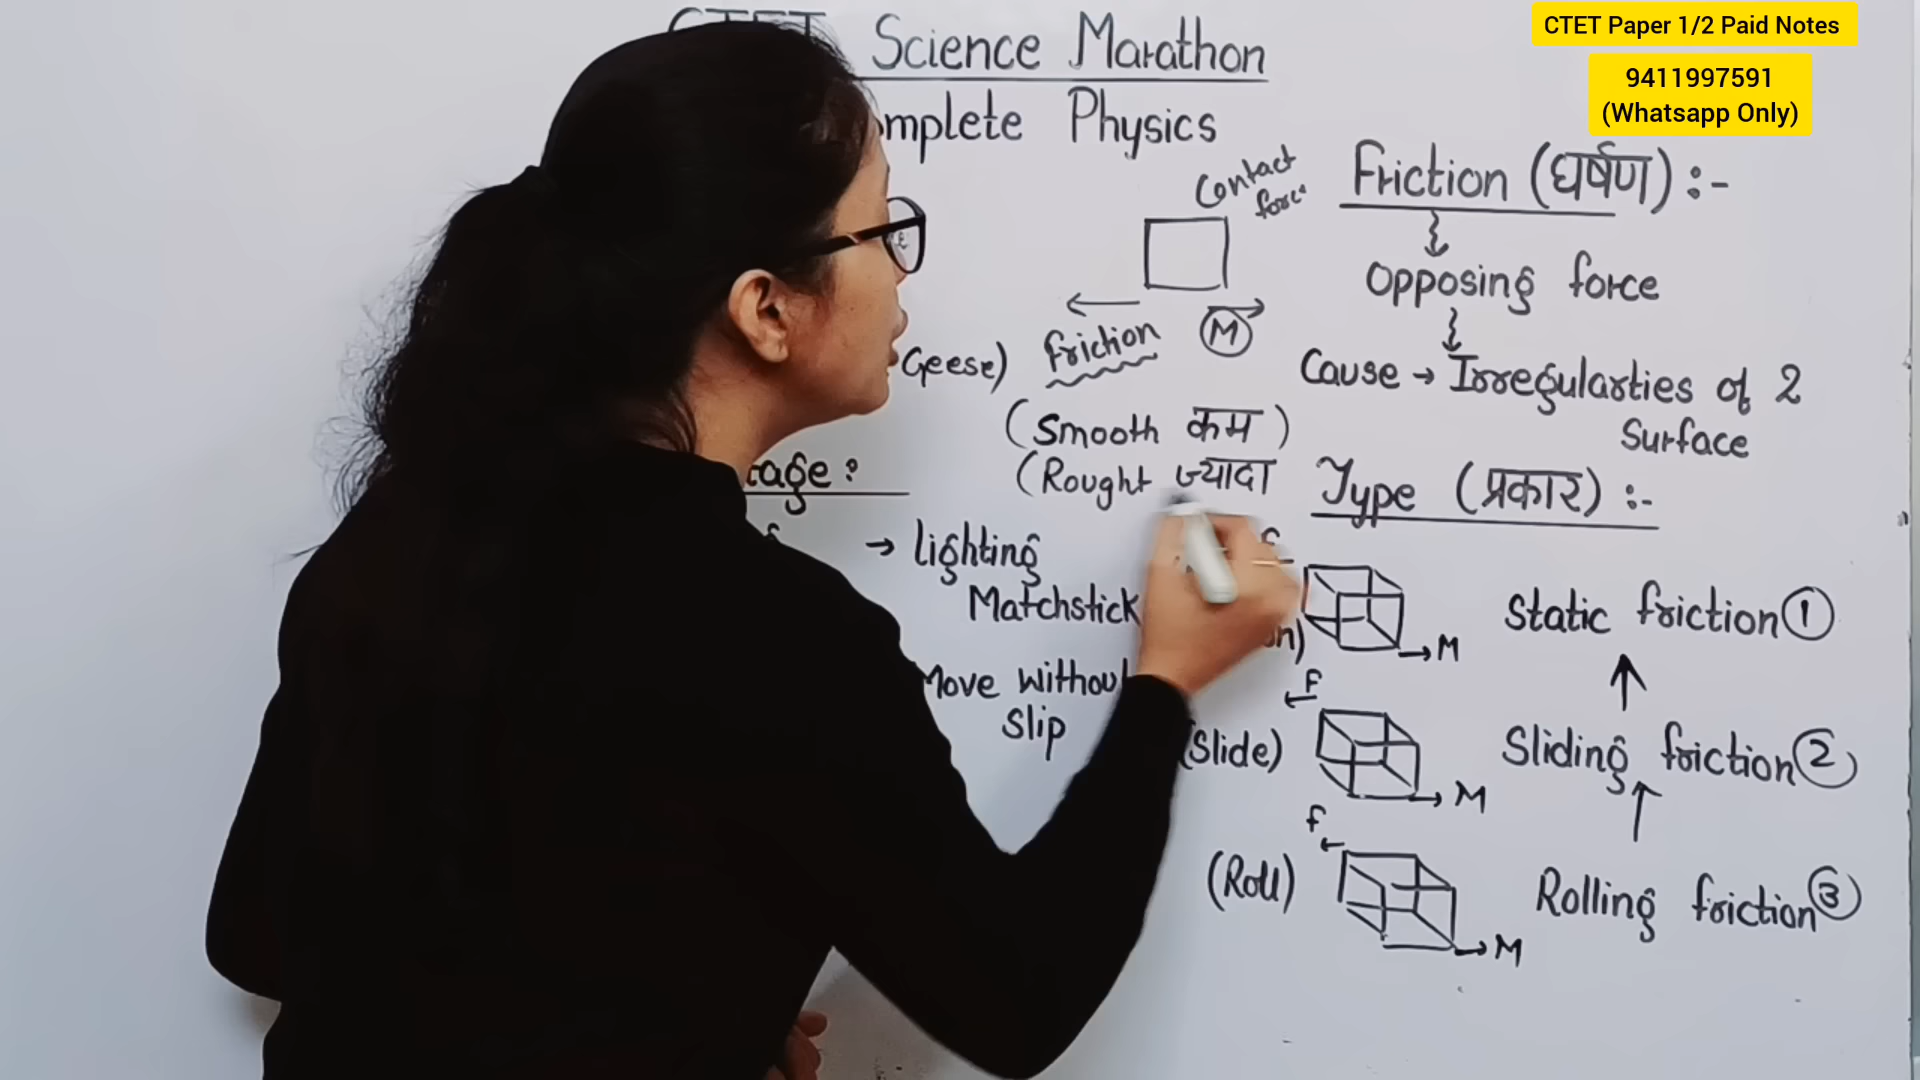 CTET Paper 1/2 Paid Notes
9411997591
(Whatsapp Only)
CTET Science Marathon
Physics
Contact
force
Friction (घर्षण) :-
Opposing force
Friction
M
Cause → Irregularties of 2
Surface
Geese)
(Smooth कम)
(Rought ज्यादा
Type (प्रकार) :-
→ lighting
Matchstick
Move without
Slip
M
Static friction ①
f
(Slide)
M
Sliding friction ②
f
(Roll)
M
Rolling friction ③